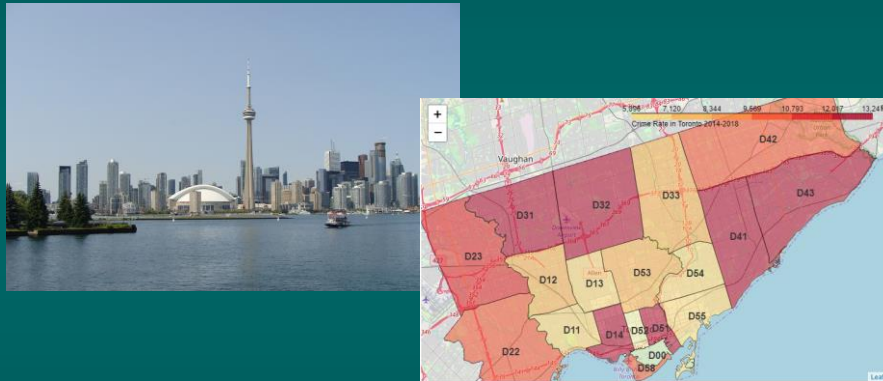 +
−
5,896 7,120 8,344 9,569 10,793 12,017 13,241
Crime Rate in Toronto 2014-2018
Vaughan
D42
D33
D32
D31
D43
D41
D23
D53
D54
D12
D13
D55
D11
D14
D52
D51
D22
D00
D58